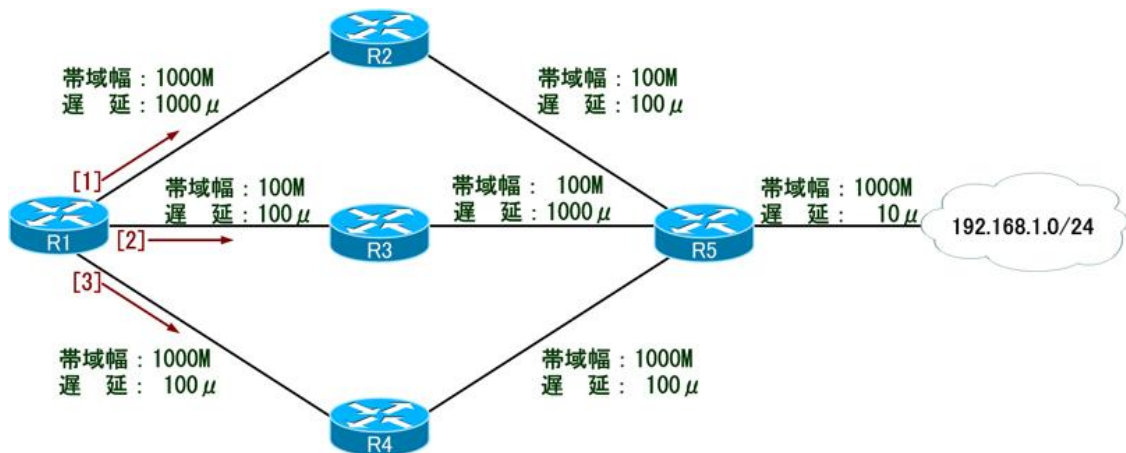 R2
帯域幅：1000M
遅　延：1000μ
帯域幅：100M
遅　延：100μ
[1]
帯域幅：100M
遅　延：100μ
帯域幅： 100M
遅　延：1000μ
帯域幅：1000M
遅　延： 10μ
192.168.1.0/24
R1
[2]
R3
R5
[3]
帯域幅：1000M
遅　延： 100μ
帯域幅：1000M
遅　延： 100μ
R4